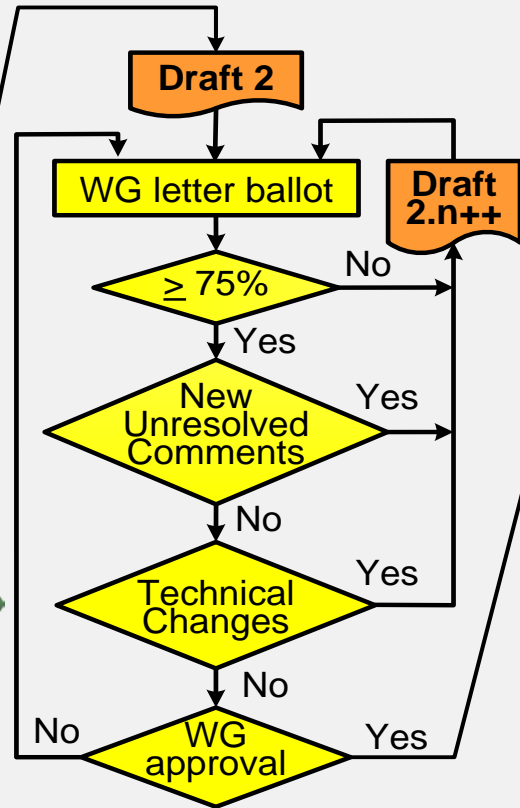 Draft 2
WG letter ballot
Draft
2.n++
≥ 75%
No
Yes
New
Unresolved
Comments
Yes
No
Technical
Changes
Yes
No
No
WG
approval
Yes